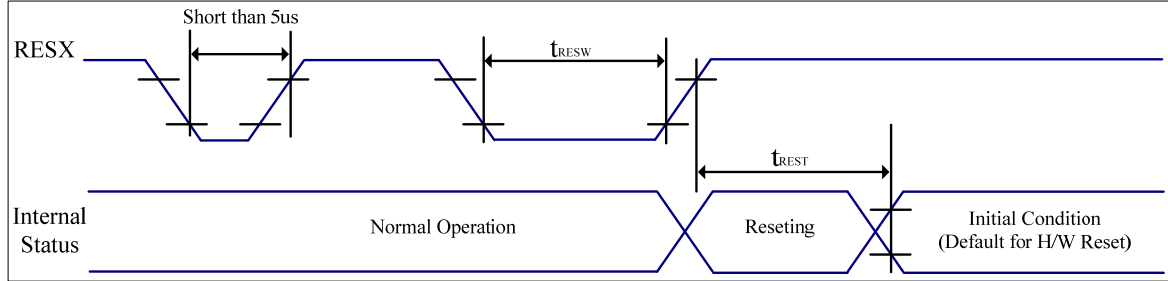 Short than 5us
RESX
tRESW
tREST
Internal
Status
Normal Operation
Reseting
Initial Condition
(Default for H/W Reset)